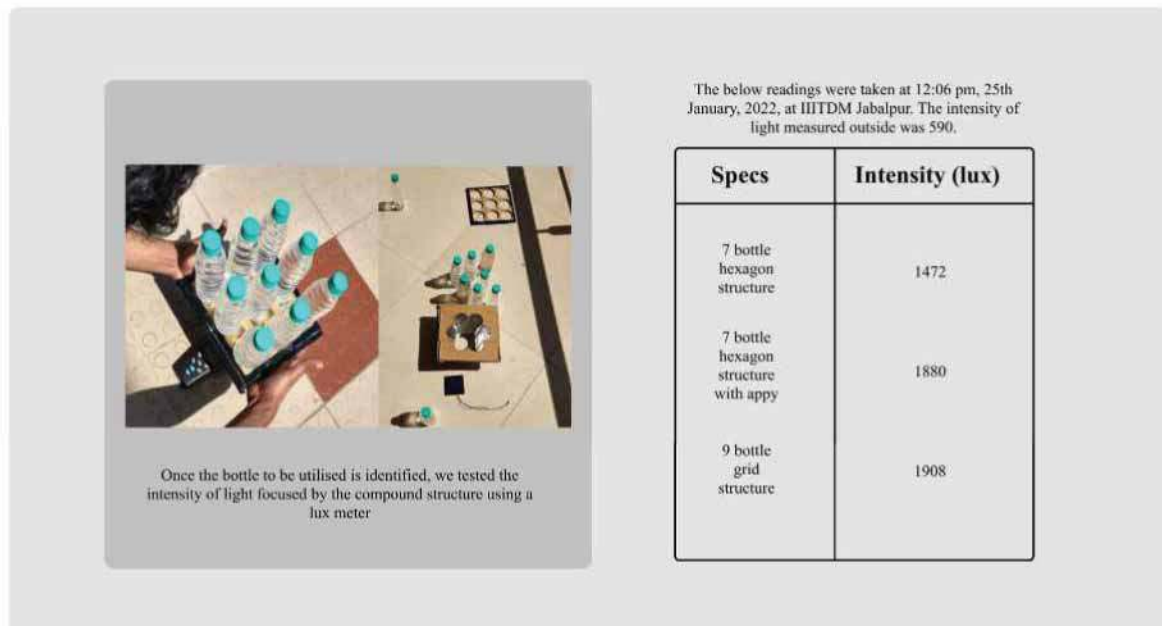 The below readings were taken at 12:06 pm, 25th
January, 2022, at IIITDM Jabalpur. The intensity of
light measured outside was 590.
Specs
Intensity (lux)
7 bottle
hexagon
structure
1472
7 bottle
hexagon
structure
with appy
1880
9 bottle
grid
structure
1908
Once the bottle to be utilised is identified, we tested the
intensity of light focused by the compound structure using a
lux meter